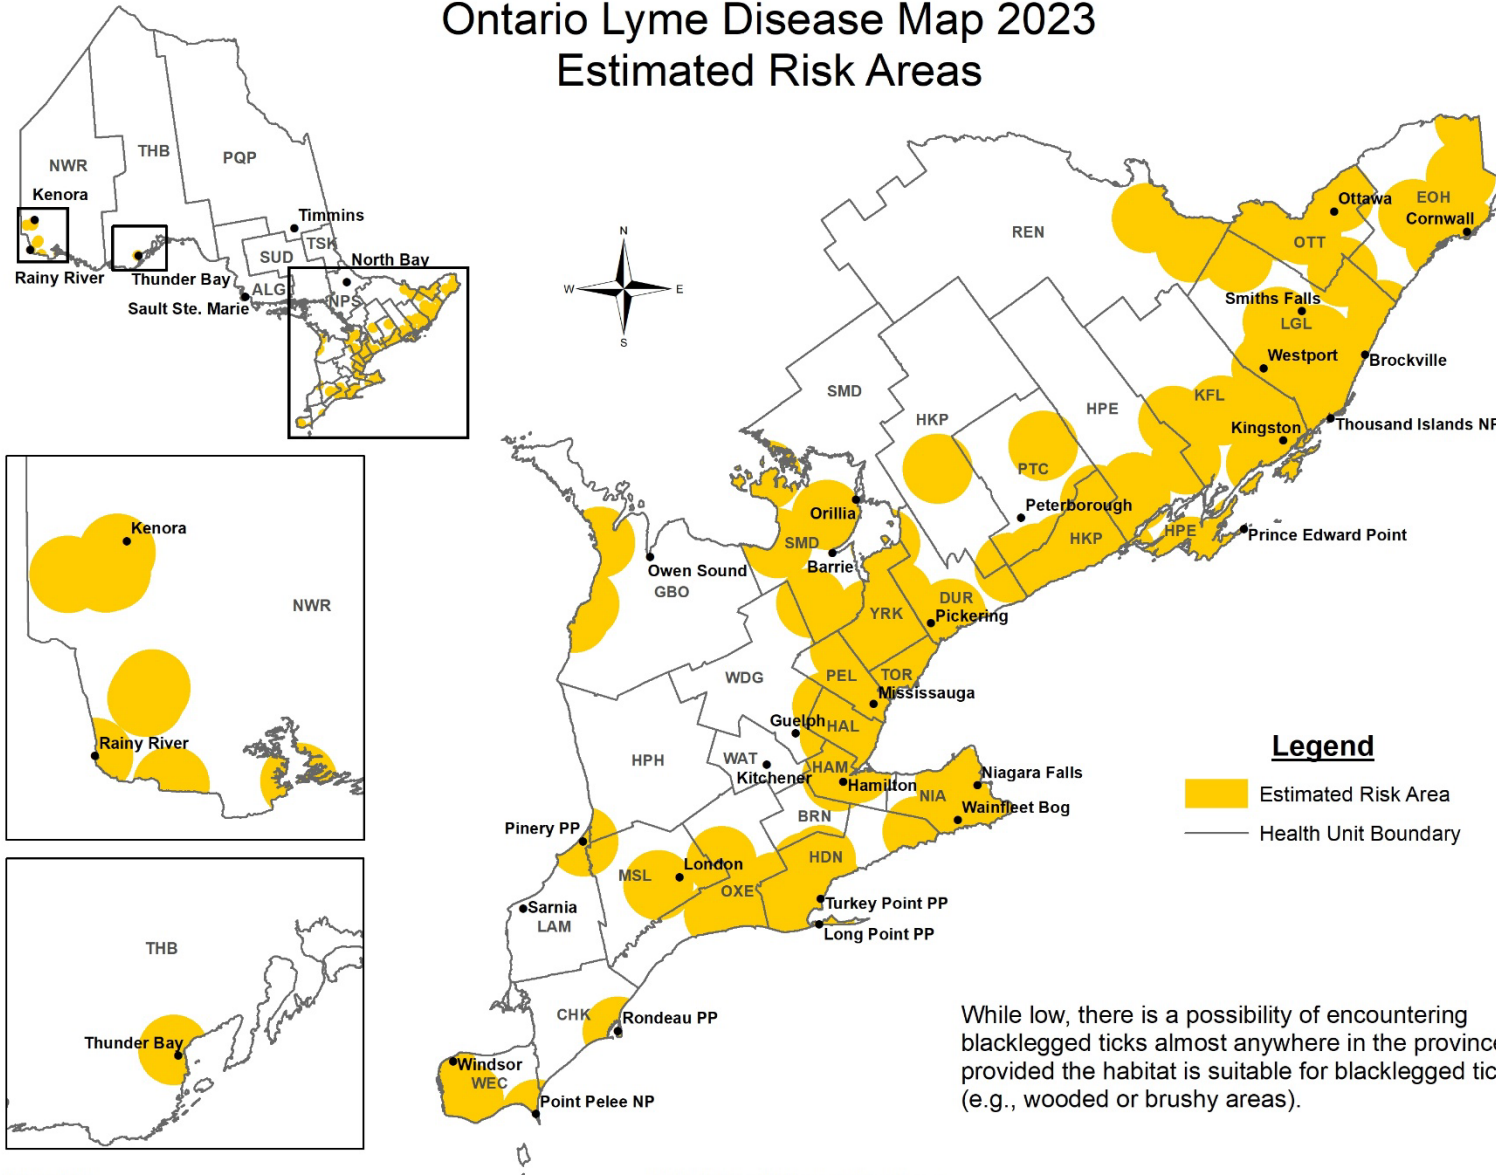 Ontario Lyme Disease Map 2023
Estimated Risk Areas
NWR
THB
PQP
Kenora
Timmins
TSK
SUD
North Bay
Rainy River
Thunder Bay
ALG
NPS
Sault Ste. Marie
N
W
E
S
REN
Ottawa
EOH
Cornwall
OTT
Smiths Falls
LGL
Westport
Brockville
SMD
HKP
HPE
KFL
Kingston
Thousand Islands NP
PTC
Peterborough
Orillia
SMD
Barrie
HKP
HPE
Prince Edward Point
Owen Sound
GBO
YRK
DUR
Pickering
WDG
PEL
TOR
Mississauga
Guelph
HAL
HPH
WAT
Kitchener
HAM
Hamilton
Niagara Falls
NIA
Wainfleet Bog
BRN
Pinery PP
HDN
London
MSL
OXE
Turkey Point PP
Sarnia
LAM
Long Point PP
CHK
Rondeau PP
Windsor
WEC
Point Pelee NP
Kenora
NWR
Rainy River
THB
Thunder Bay
Legend
Estimated Risk Area
Health Unit Boundary
While low, there is a possibility of encountering
blacklegged ticks almost anywhere in the province
provided the habitat is suitable for blacklegged tic
(e.g., wooded or brushy areas).